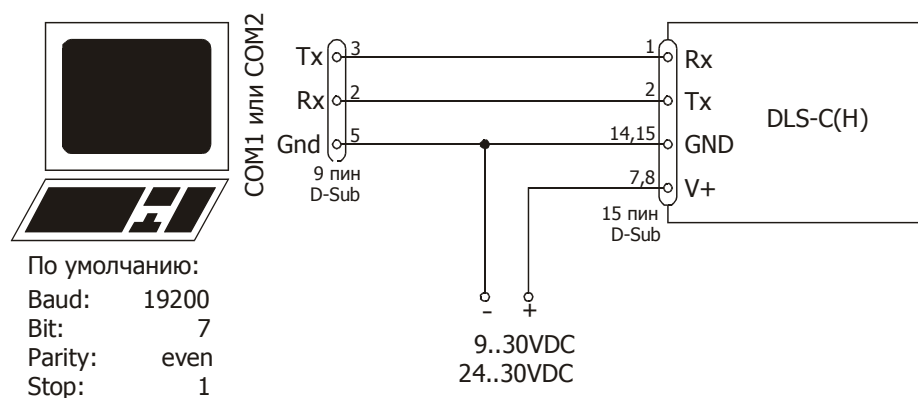 COM1 или COM2
Tx 3
Rx 2
Gnd 5
9 пин
D-Sub
1 Rx
2 Tx
14,15 GND
7,8 V+
15 пин
D-Sub
DLS-C(H)
- +
9..30VDC
24..30VDC
По умолчанию:
Baud: 19200
Bit: 7
Parity: even
Stop: 1